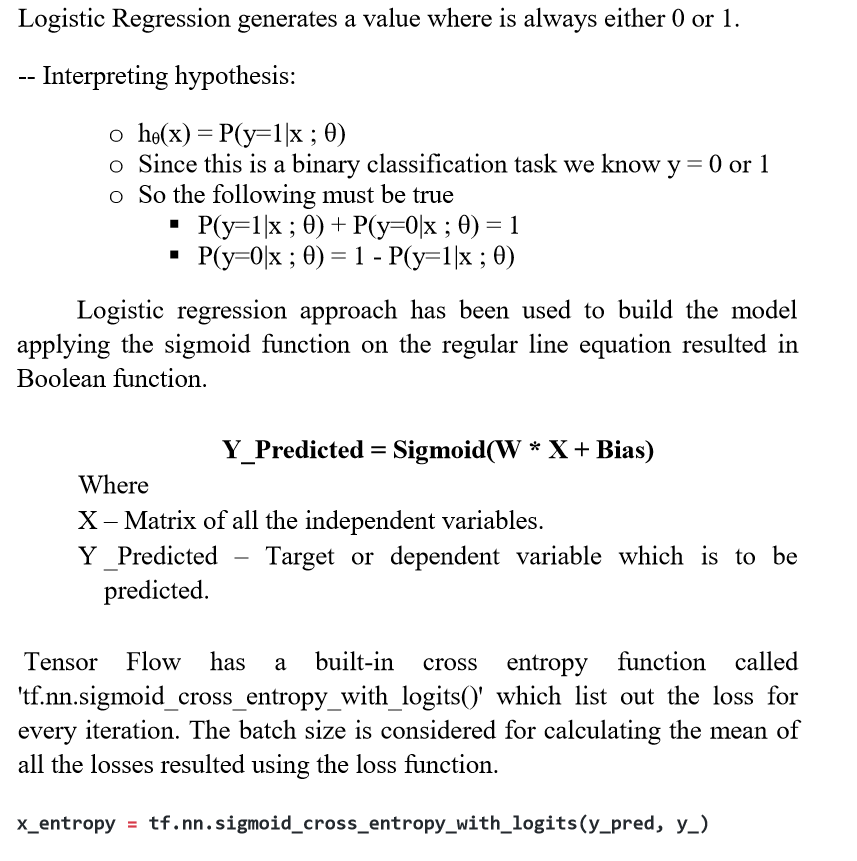 Logistic Regression generates a value where is always either 0 or 1.
-- Interpreting hypothesis:
o hθ(x) = P(y=1|x ; θ)
o Since this is a binary classification task we know y = 0 or 1
o So the following must be true
▪ P(y=1|x ; θ) + P(y=0|x ; θ) = 1
▪ P(y=0|x ; θ) = 1 - P(y=1|x ; θ)
Logistic regression approach has been used to build the model
applying the sigmoid function on the regular line equation resulted in
Boolean function.
Y_Predicted = Sigmoid(W * X + Bias)
Where
X – Matrix of all the independent variables.
Y _Predicted – Target or dependent variable which is to be
predicted.
Tensor Flow has a built-in cross entropy function called
'tf.nn.sigmoid_cross_entropy_with_logits()' which list out the loss for
every iteration. The batch size is considered for calculating the mean of
all the losses resulted using the loss function.
x_entropy = tf.nn.sigmoid_cross_entropy_with_logits(y_pred, y_)